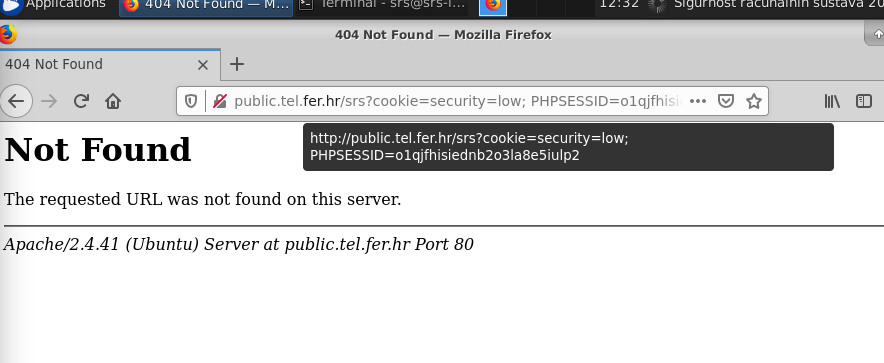 Applications
404 Not Found — M...
Terminal - srs@srs-l...
12:32
Sigurnost računalnih sustava 20
404 Not Found — Mozilla Firefox
404 Not Found
public.tel.fer.hr/srs?cookie=security=low; PHPSESSID=o1qjfhisi
http://public.tel.fer.hr/srs?cookie=security=low;
PHPSESSID=o1qjfhisiednb2o3la8e5iulp2
Not Found
The requested URL was not found on this server.
Apache/2.4.41 (Ubuntu) Server at public.tel.fer.hr Port 80